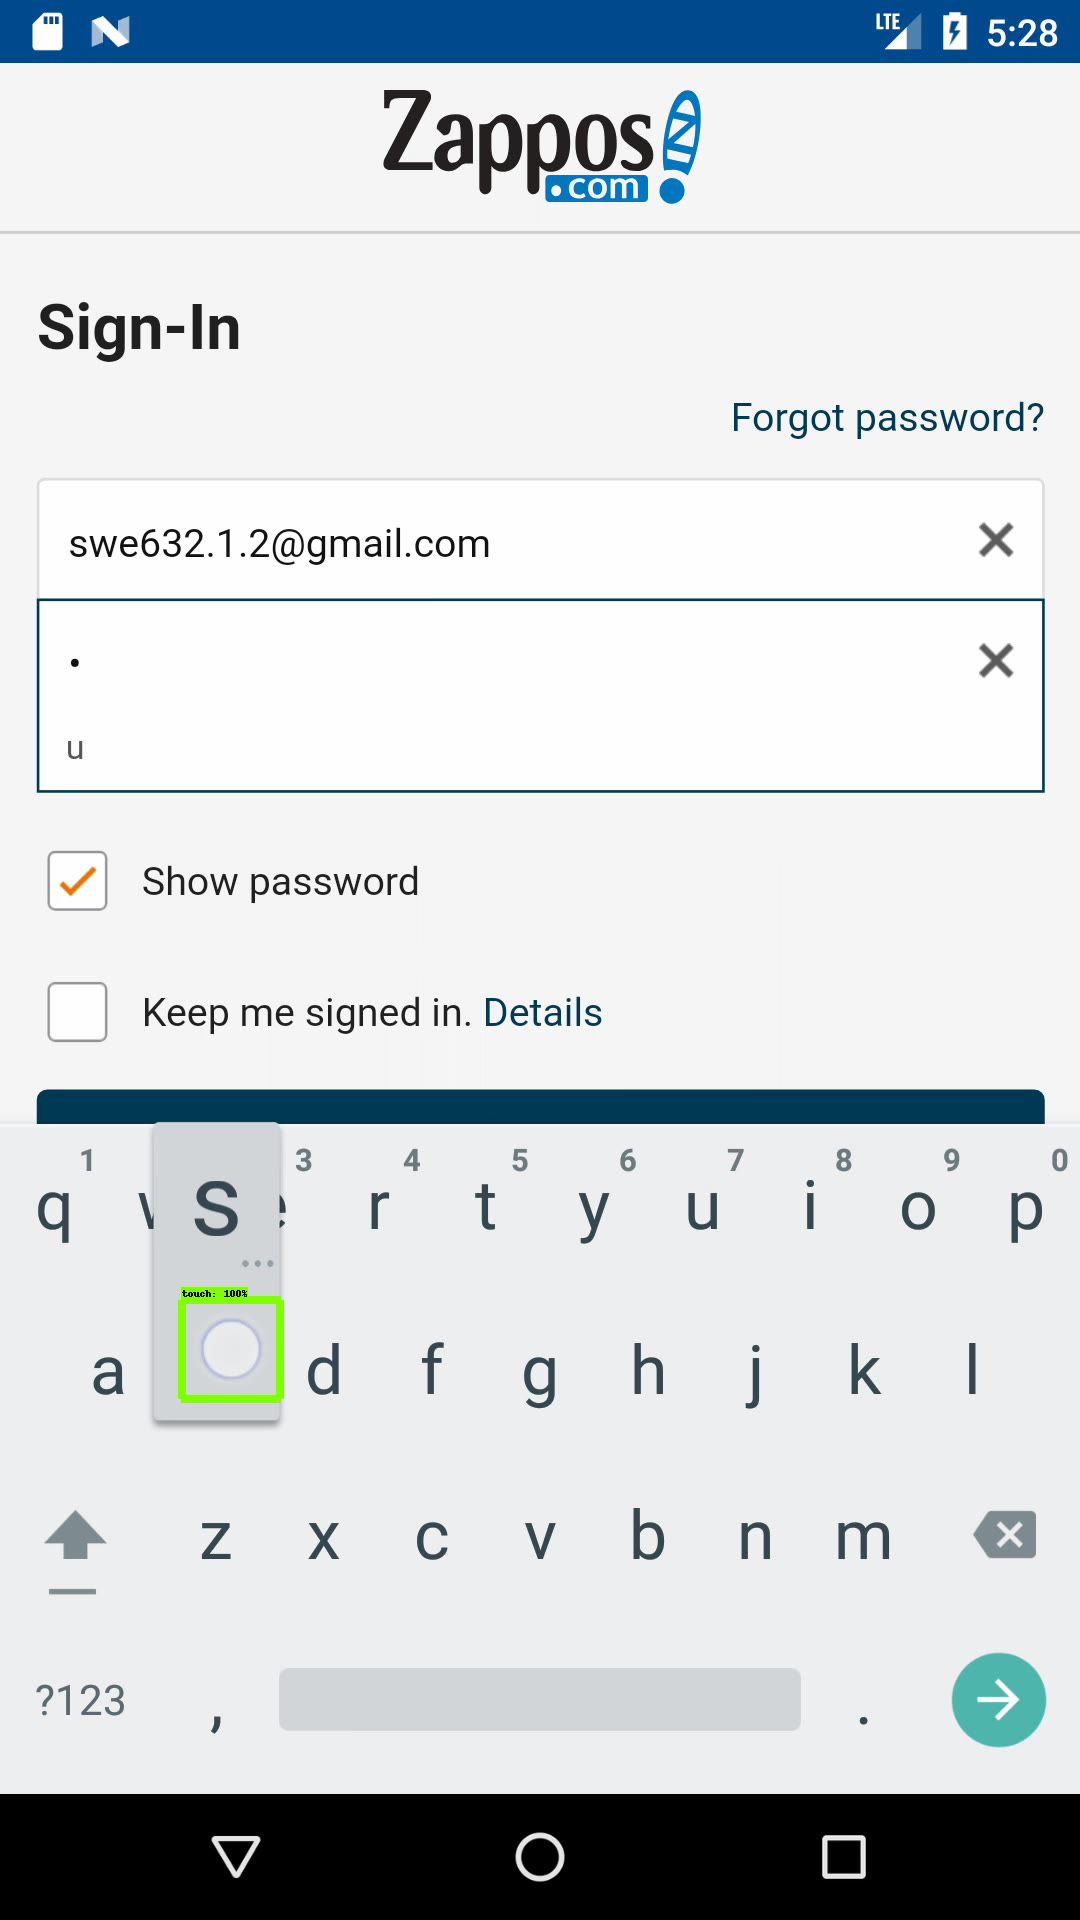 LTE 5:28
Zappos
.com
Sign-In
Forgot password?
swe632.1.2@gmail.com
•
u
Show password
Keep me signed in. Details
1 3 4 5 6 7 8 9 0
q w s e r t y u i o p
touch: 100%
a d f g h j k l
z x c v b n m
?123 , .